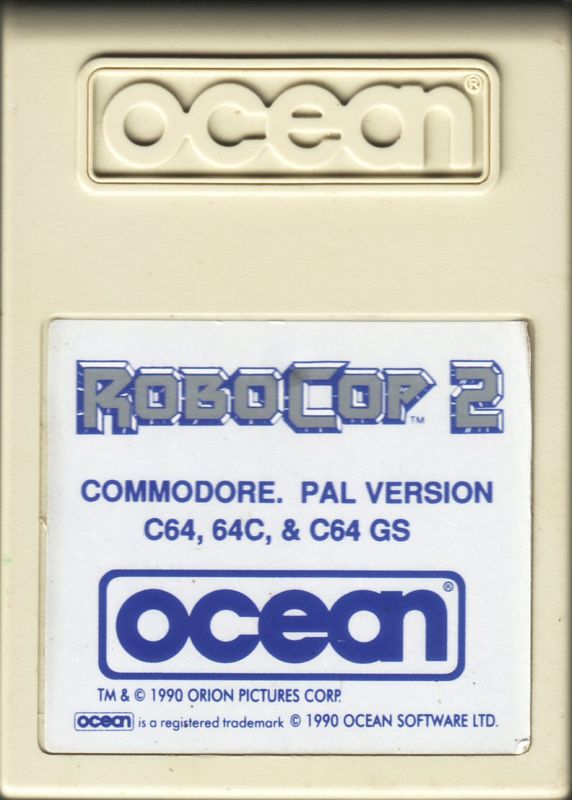 ocean®
ROBOCOP™ 2
COMMODORE. PAL VERSION
C64, 64C, & C64 GS
ocean®
TM & © 1990 ORION PICTURES CORP.
ocean is a registered trademark © 1990 OCEAN SOFTWARE LTD.